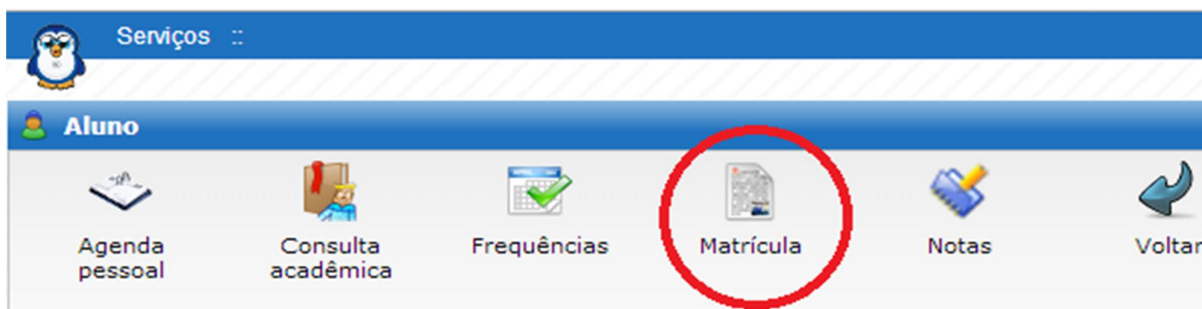 Serviços ::
Aluno
Agenda
pessoal
Consulta
acadêmica
Frequências
Matrícula
Notas
Voltar